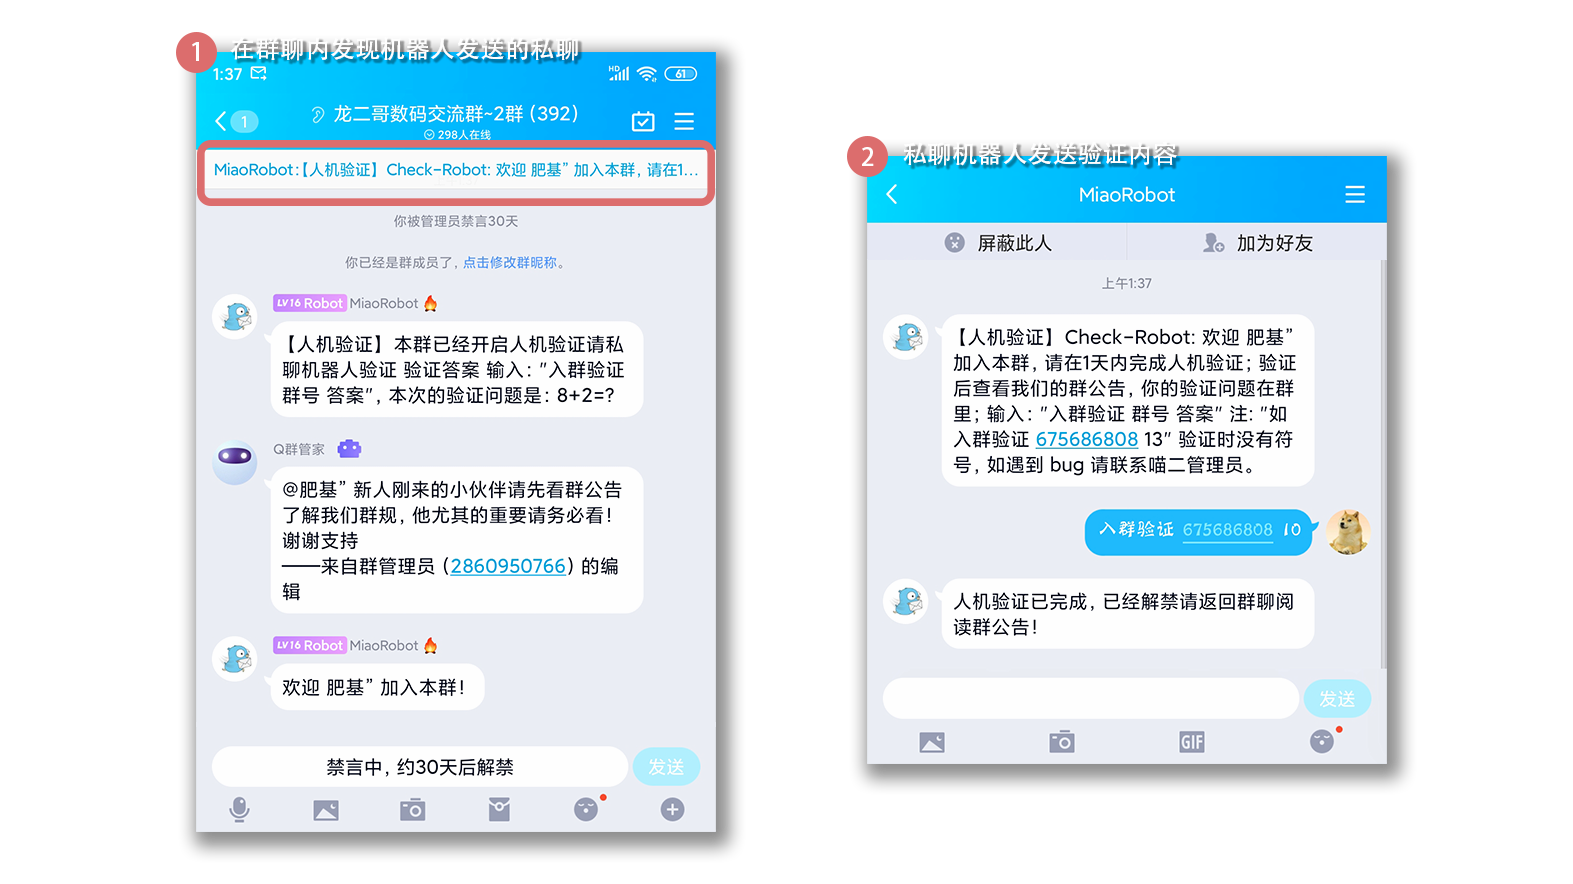 1 在群聊内发现机器人发送的私聊
1:37 HD 61
1 龙二哥数码交流群~2群 (392)
298人在线
MiaoRobot:【人机验证】Check-Robot: 欢迎 肥基” 加入本群, 请在1...
你被管理员禁言30天
你已经是群成员了, 点击修改群昵称。
LV16 Robot MiaoRobot
【人机验证】本群已经开启人机验证请私
聊机器人验证 验证答案 输入: "入群验证
群号 答案", 本次的验证问题是: 8+2=?
Q群管家
@肥基” 新人刚来的小伙伴请先看群公告
了解我们群规, 他尤其的重要请务必看!
谢谢支持
——来自群管理员 (2860950766) 的编
辑
LV16 Robot MiaoRobot
欢迎 肥基” 加入本群!
禁言中, 约30天后解禁 发送
2 私聊机器人发送验证内容
MiaoRobot
屏蔽此人 加为好友
上午1:37
【人机验证】Check-Robot: 欢迎 肥基”
加入本群, 请在1天内完成人机验证; 验证
后查看我们的群公告, 你的验证问题在群
里; 输入: "入群验证 群号 答案" 注: "如
入群验证 675686808 13" 验证时没有符
号, 如遇到 bug 请联系喵二管理员。
入群验证 675686808 10
人机验证已完成, 已经解禁请返回群聊阅
读群公告!
发送
GIF